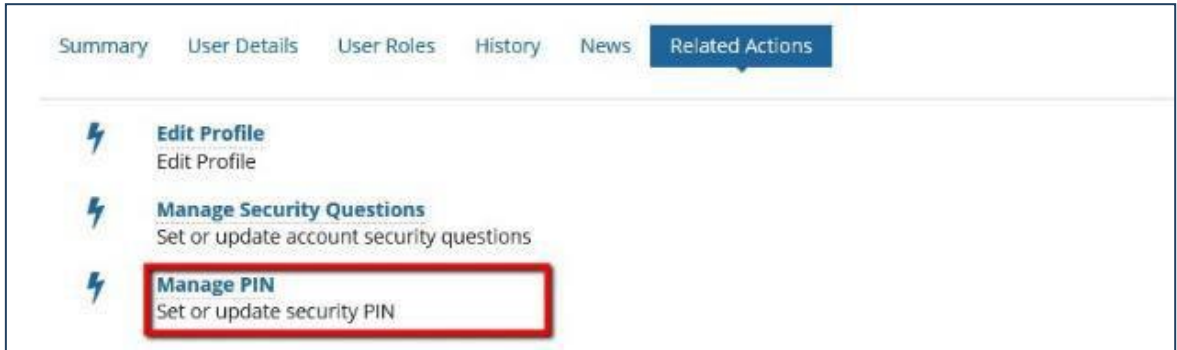 Summary User Details User Roles History News Related Actions
Edit Profile
Edit Profile
Manage Security Questions
Set or update account security questions
Manage PIN
Set or update security PIN